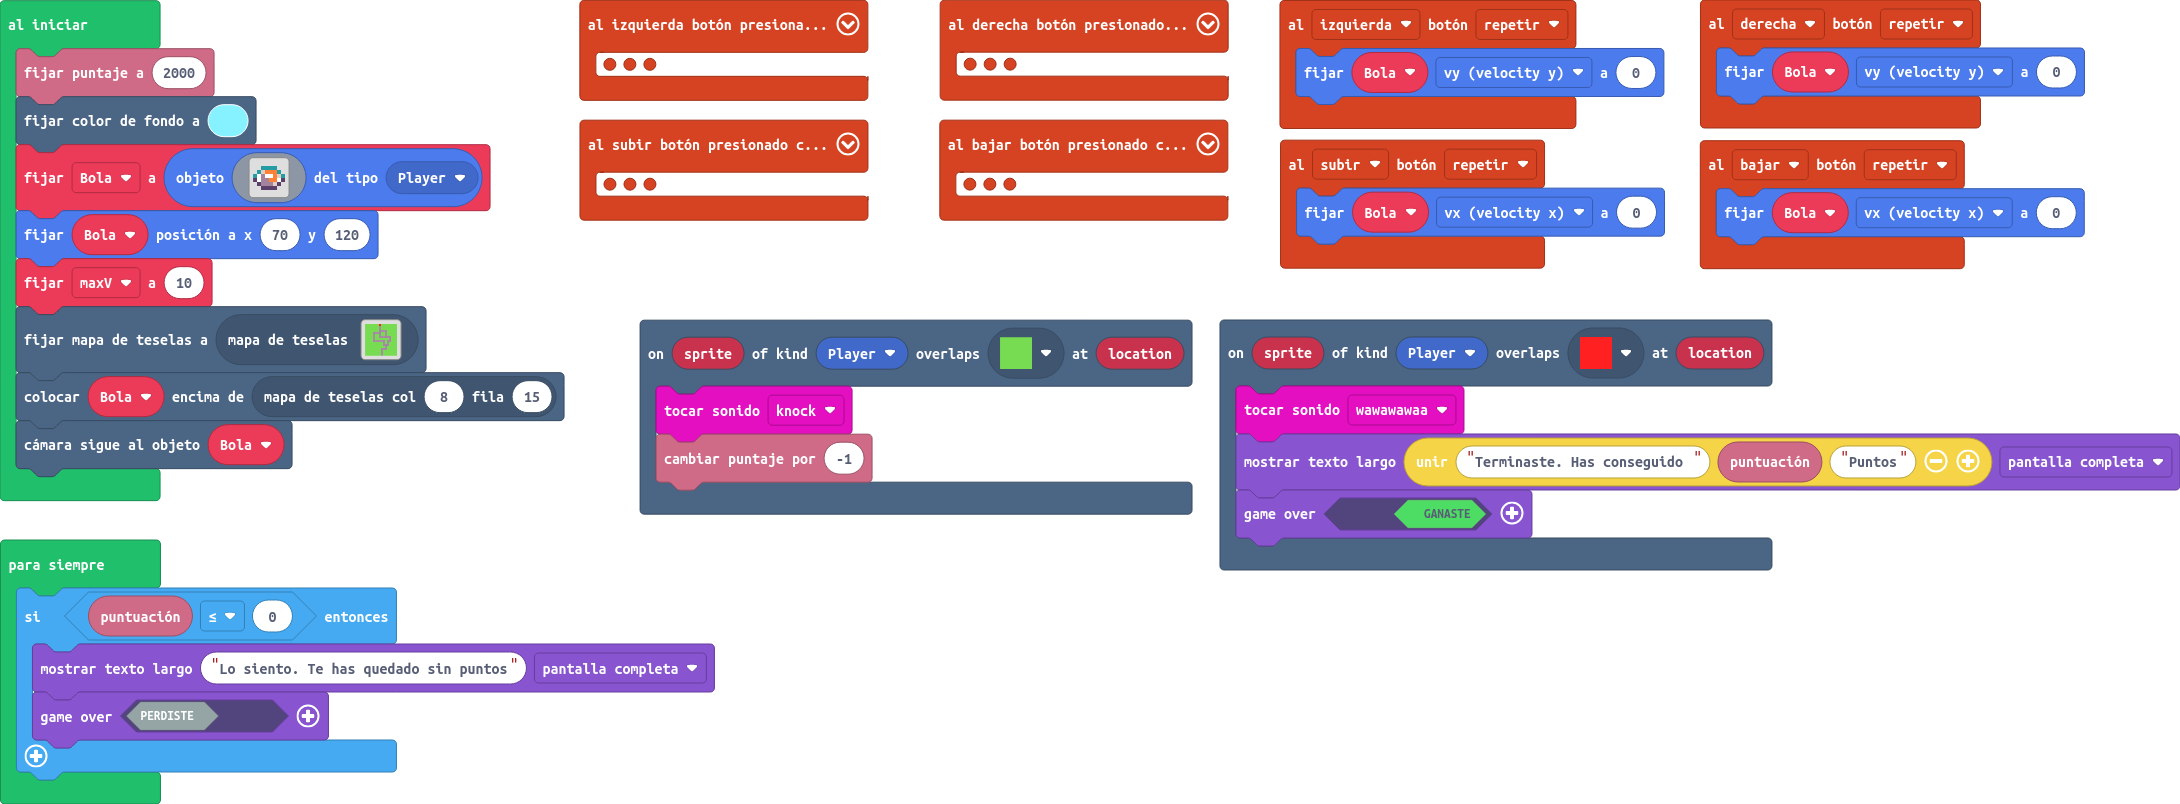 al iniciar
fijar puntaje a 2000
fijar color de fondo a
fijar Bola a objeto del tipo Player
fijar Bola posición a x 70 y 120
fijar maxV a 10
fijar mapa de teselas a mapa de teselas
colocar Bola encima de mapa de teselas col 8 fila 15
cámara sigue al objeto Bola
al izquierda botón presiona...
al derecha botón presionado...
al subir botón presionado c...
al bajar botón presionado c...
al izquierda botón repetir
fijar Bola vy (velocity y) a 0
al derecha botón repetir
fijar Bola vy (velocity y) a 0
al subir botón repetir
fijar Bola vx (velocity x) a 0
al bajar botón repetir
fijar Bola vx (velocity x) a 0
on sprite of kind Player overlaps at location
tocar sonido knock
cambiar puntaje por -1
on sprite of kind Player overlaps at location
tocar sonido wawawawaa
mostrar texto largo unir "Terminaste. Has conseguido " puntuación "Puntos" pantalla completa
game over GANASTE
para siempre
si puntuación ≤ 0 entonces
mostrar texto largo "Lo siento. Te has quedado sin puntos" pantalla completa
game over PERDISTE